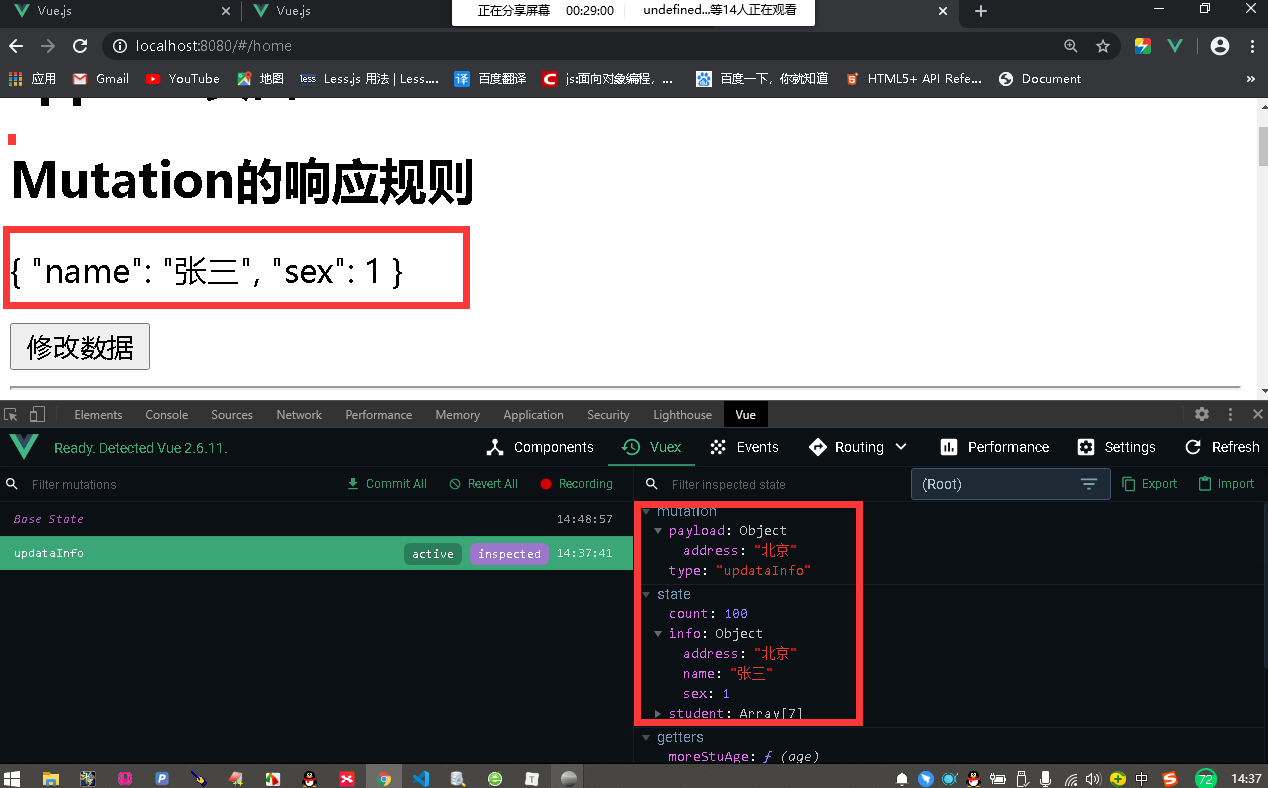 Vue.js
Vue.js
正在分享屏幕 00:29:00 undefined...等14人正在观看
localhost:8080/#/home
应用 Gmail YouTube 地图 less Less.js 用法 | Less.... 译 百度翻译 C js:面向对象编程，... 百度一下，你就知道 HTML5+ API Refe... Document »
Mutation的响应规则
{ "name": "张三", "sex": 1 }
修改数据
Elements Console Sources Network Performance Memory Application Security Lighthouse Vue
Ready. Detected Vue 2.6.11. Components Vuex Events Routing Performance Settings Refresh
Filter mutations Commit All Revert All Recording Filter inspected state (Root) Export Import
Base State 14:48:57
updataInfo active inspected 14:37:41
mutation
payload: Object
address: "北京"
type: "updataInfo"
state
count: 100
info: Object
address: "北京"
name: "张三"
sex: 1
student: Array[7]
getters
moreStuAge: ƒ (age)
中 72 14:37